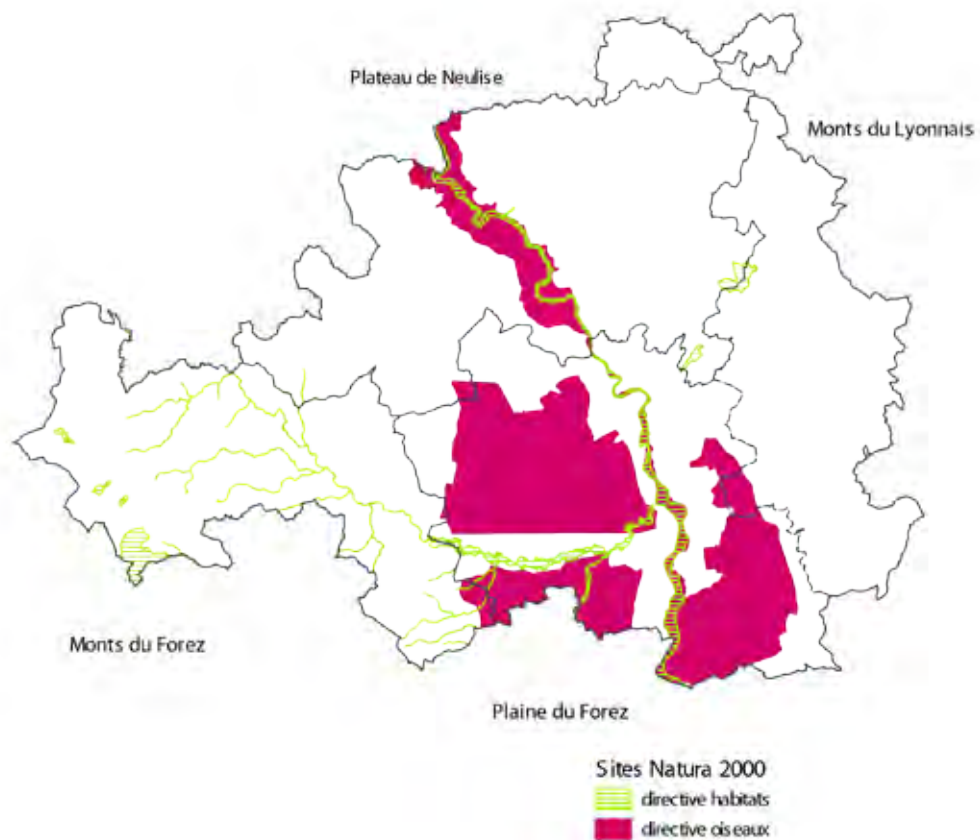 Plateau de Neulise
Monts du Lyonnais
Monts du Forez
Plaine du Forez
Sites Natura 2000
directive habitats
directive oiseaux